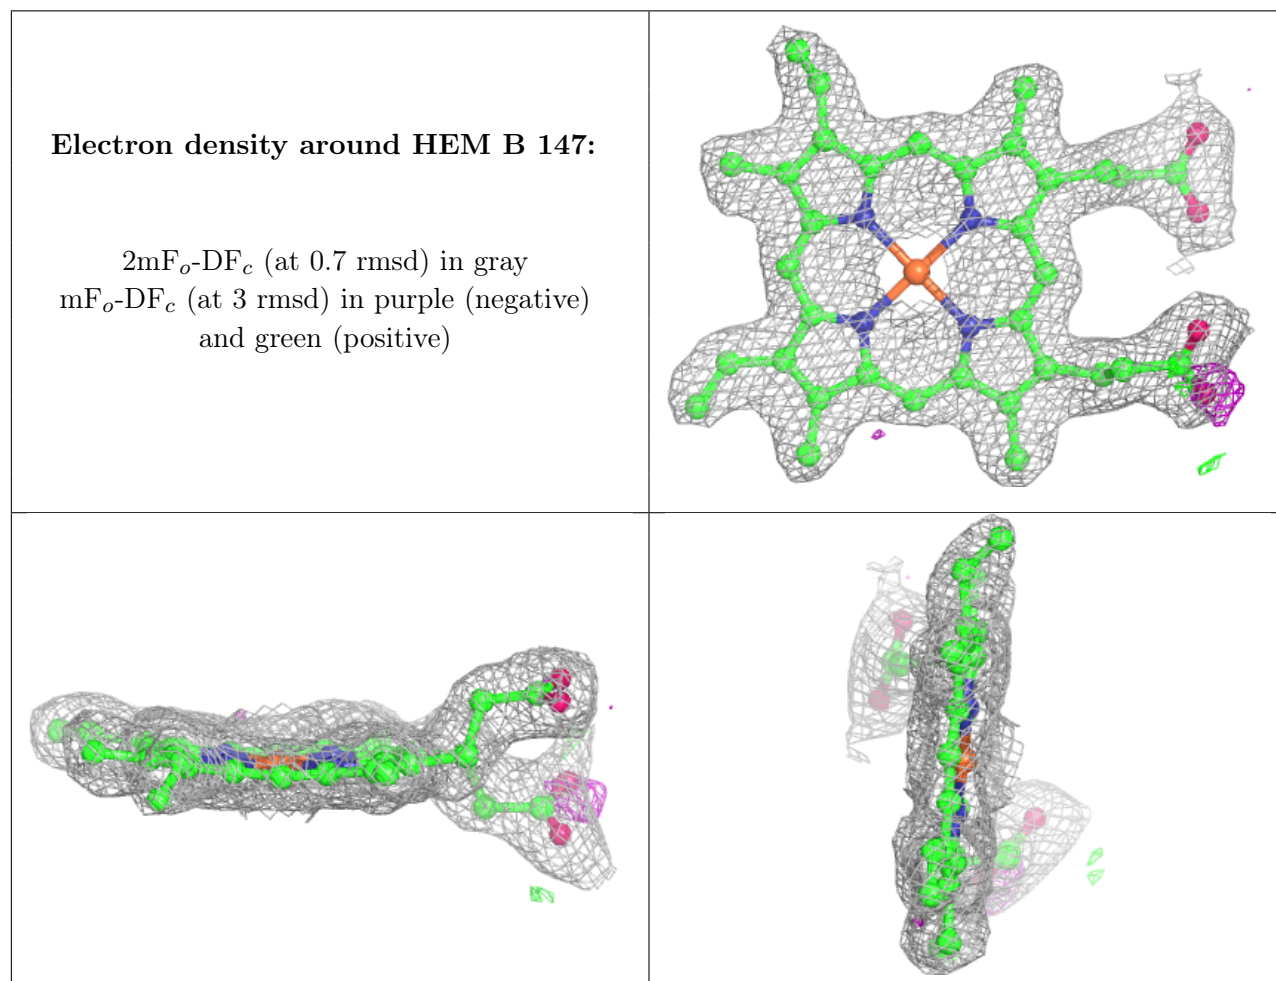 Electron density around HEM B 147:
2mFo-DFc (at 0.7 rmsd) in gray
mFo-DFc (at 3 rmsd) in purple (negative)
and green (positive)